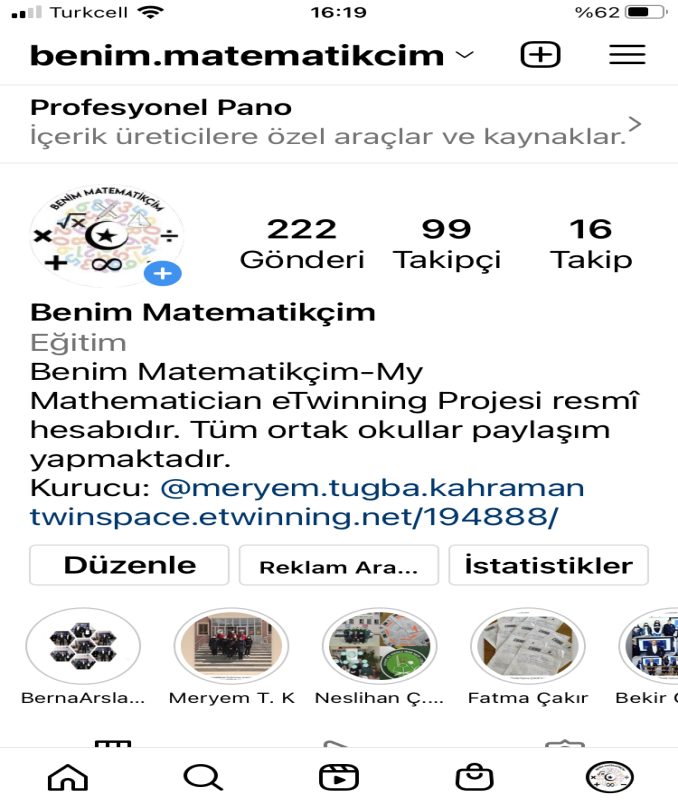 Turkcell 16:19 %62
benim.matematikcim
Profesyonel Pano
İçerik üreticilere özel araçlar ve kaynaklar.
BENİM MATEMATİKÇİM
√x
222 99 16
Gönderi Takipçi Takip
Benim Matematikçim
Eğitim
Benim Matematikçim-My
Mathematician eTwinning Projesi resmî
hesabıdır. Tüm ortak okullar paylaşım
yapmaktadır.
Kurucu: @meryem.tugba.kahraman
twinspace.etwinning.net/194888/
Düzenle Reklam Ara... İstatistikler
BernaArsla... Meryem T. K Neslihan Ç.... Fatma Çakır Bekir